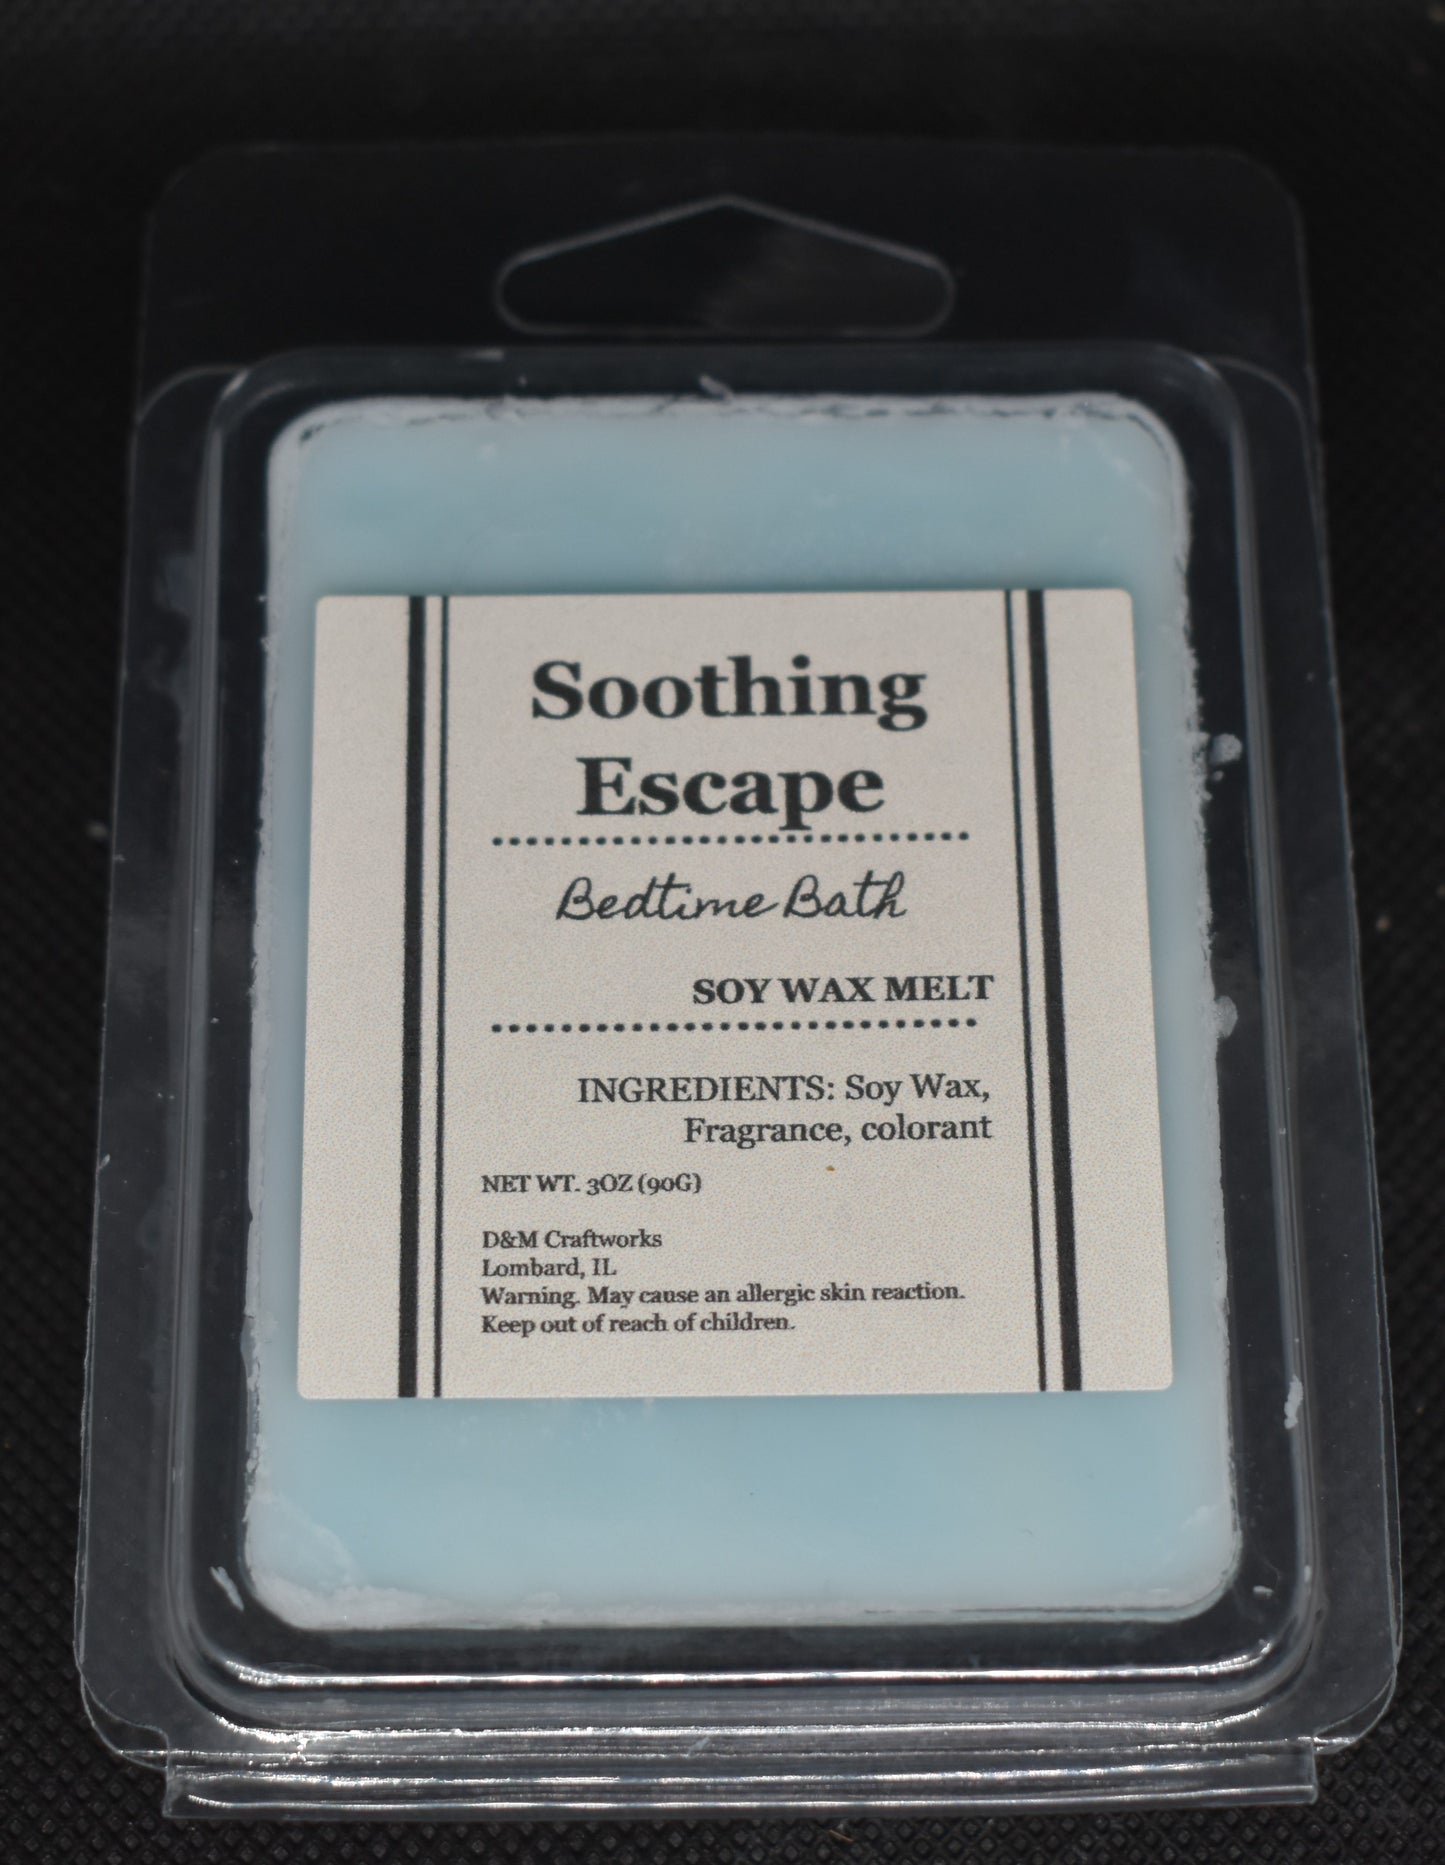 Soothing
Escape
Bedtime Bath
SOY WAX MELT
INGREDIENTS: Soy Wax,
Fragrance, colorant
NET WT. 3OZ (90G)
D&M Craftworks
Lombard, IL
Warning. May cause an allergic skin reaction.
Keep out of reach of children.